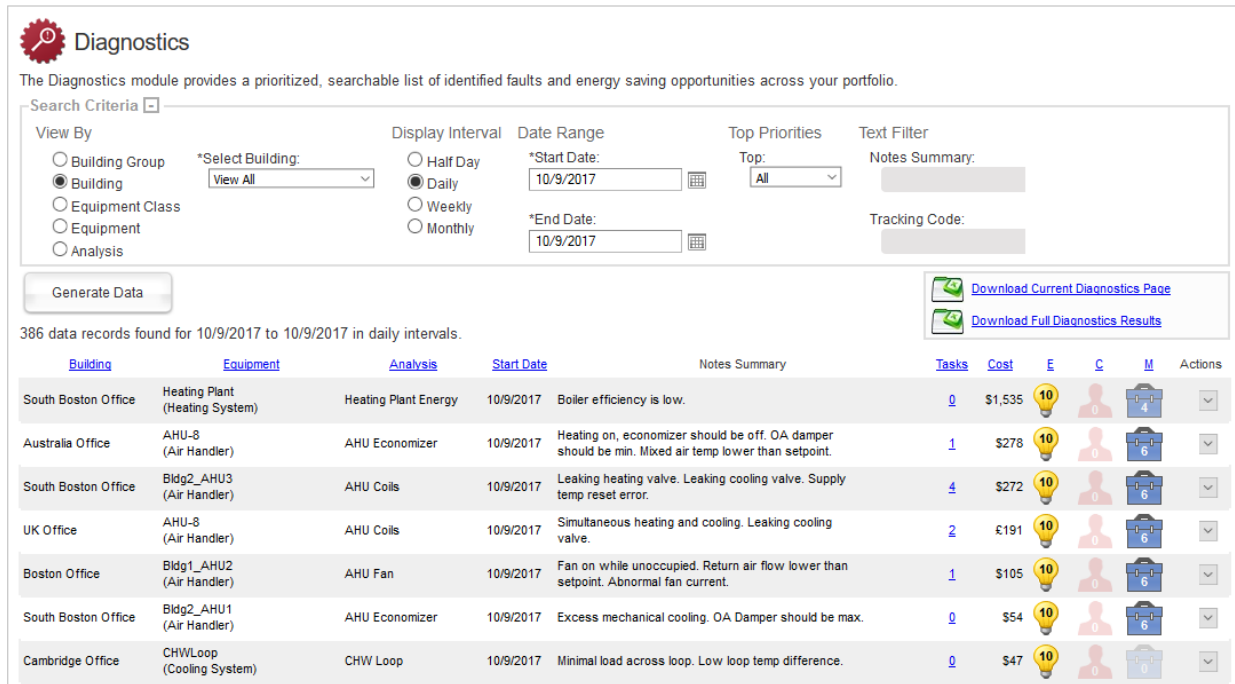 Diagnostics
The Diagnostics module provides a prioritized, searchable list of identified faults and energy saving opportunities across your portfolio.
Search Criteria [-]
View By
Display Interval
Date Range
Top Priorities
Text Filter
Building Group
Building
Equipment Class
Equipment
Analysis
*Select Building:
View All
Half Day
Daily
Weekly
Monthly
*Start Date:
10/9/2017
*End Date:
10/9/2017
Top:
All
Notes Summary:
Tracking Code:
Generate Data
Download Current Diagnostics Page
Download Full Diagnostics Results
386 data records found for 10/9/2017 to 10/9/2017 in daily intervals.
Building Equipment Analysis Start Date Notes Summary Tasks Cost E C M Actions
South Boston Office
Heating Plant
(Heating System)
Heating Plant Energy
10/9/2017
Boiler efficiency is low.
0 $1,535 10 0 4
Australia Office
AHU-8
(Air Handler)
AHU Economizer
10/9/2017
Heating on, economizer should be off. OA damper
should be min. Mixed air temp lower than setpoint.
1 $278 10 0 6
South Boston Office
Bldg2_AHU3
(Air Handler)
AHU Coils
10/9/2017
Leaking heating valve. Leaking cooling valve. Supply
temp reset error.
4 $272 10 0 6
UK Office
AHU-8
(Air Handler)
AHU Coils
10/9/2017
Simultaneous heating and cooling. Leaking cooling
valve.
2 £191 10 0 6
Boston Office
Bldg1_AHU2
(Air Handler)
AHU Fan
10/9/2017
Fan on while unoccupied. Return air flow lower than
setpoint. Abnormal fan current.
1 $105 10 0 6
South Boston Office
Bldg2_AHU1
(Air Handler)
AHU Economizer
10/9/2017
Excess mechanical cooling. OA Damper should be max.
0 $54 10 0 6
Cambridge Office
CHWLoop
(Cooling System)
CHW Loop
10/9/2017
Minimal load across loop. Low loop temp difference.
0 $47 10 0 0